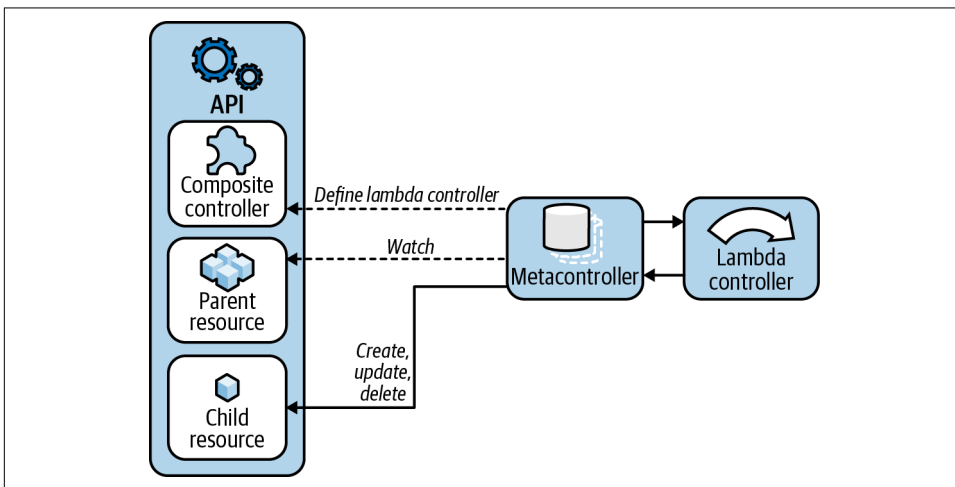 API
Composite
controller
Define lambda controller
Watch
Parent
resource
Metacontroller
Lambda
controller
Create,
update,
delete
Child
resource